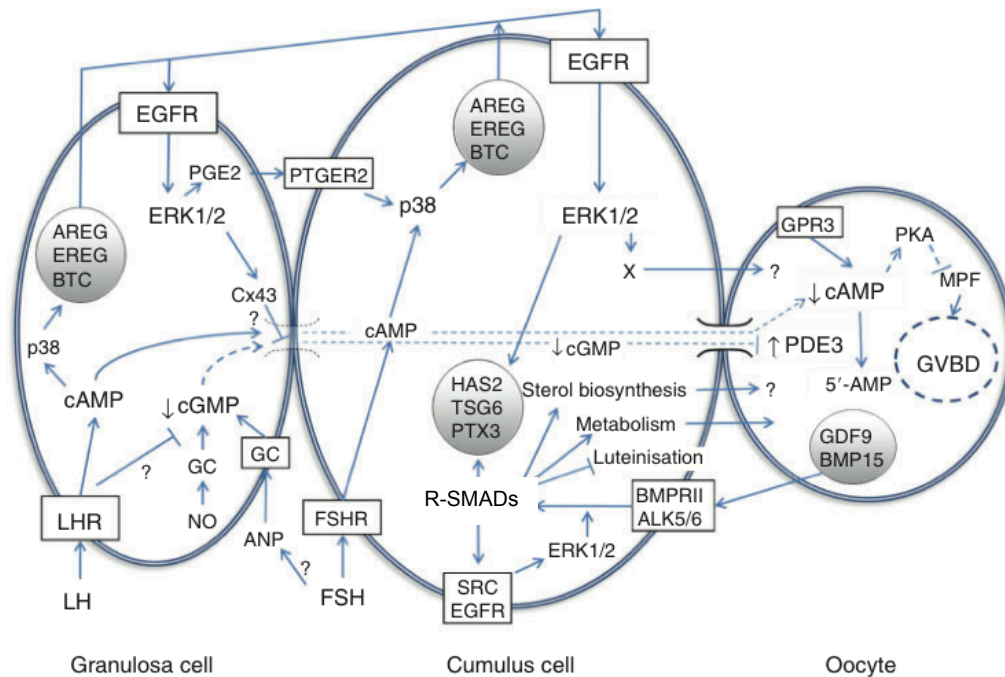 EGFR
EGFR
AREG
EREG
BTC
PGE2
PTGER2
p38
ERK1/2
ERK1/2
GPR3
PKA
AREG
EREG
BTC
X
?
↓ cAMP
MPF
Cx43
?
cAMP
↓ cGMP
↑ PDE3
GVBD
p38
cAMP
↓ cGMP
HAS2
TSG6
PTX3
Sterol biosynthesis
?
5′-AMP
Metabolism
GDF9
BMP15
?
GC
GC
Luteinisation
R-SMADs
BMPRII
ALK5/6
LHR
NO
FSHR
ANP
ERK1/2
?
SRC
EGFR
LH
FSH
Granulosa cell
Cumulus cell
Oocyte